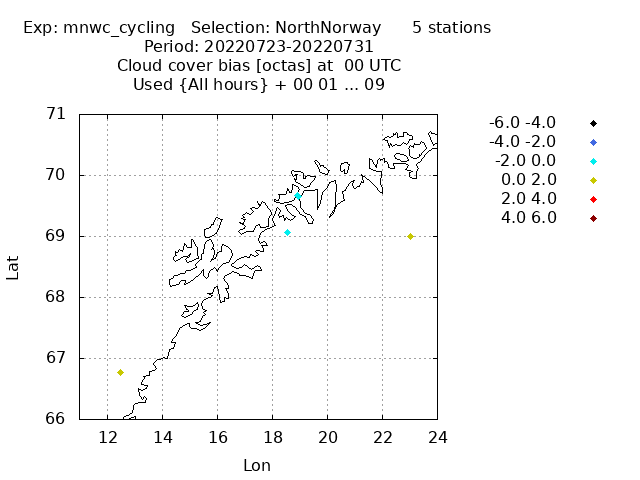 Exp: mnwc_cycling   Selection: NorthNorway      5 stations
Period: 20220723-20220731
Cloud cover bias [octas] at  00 UTC
Used {All hours} + 00 01 ... 09
-6.0 -4.0
-4.0 -2.0
-2.0 0.0
0.0 2.0
2.0 4.0
4.0 6.0
71
70
69
68
67
66
Lat
12 14 16 18 20 22 24
Lon